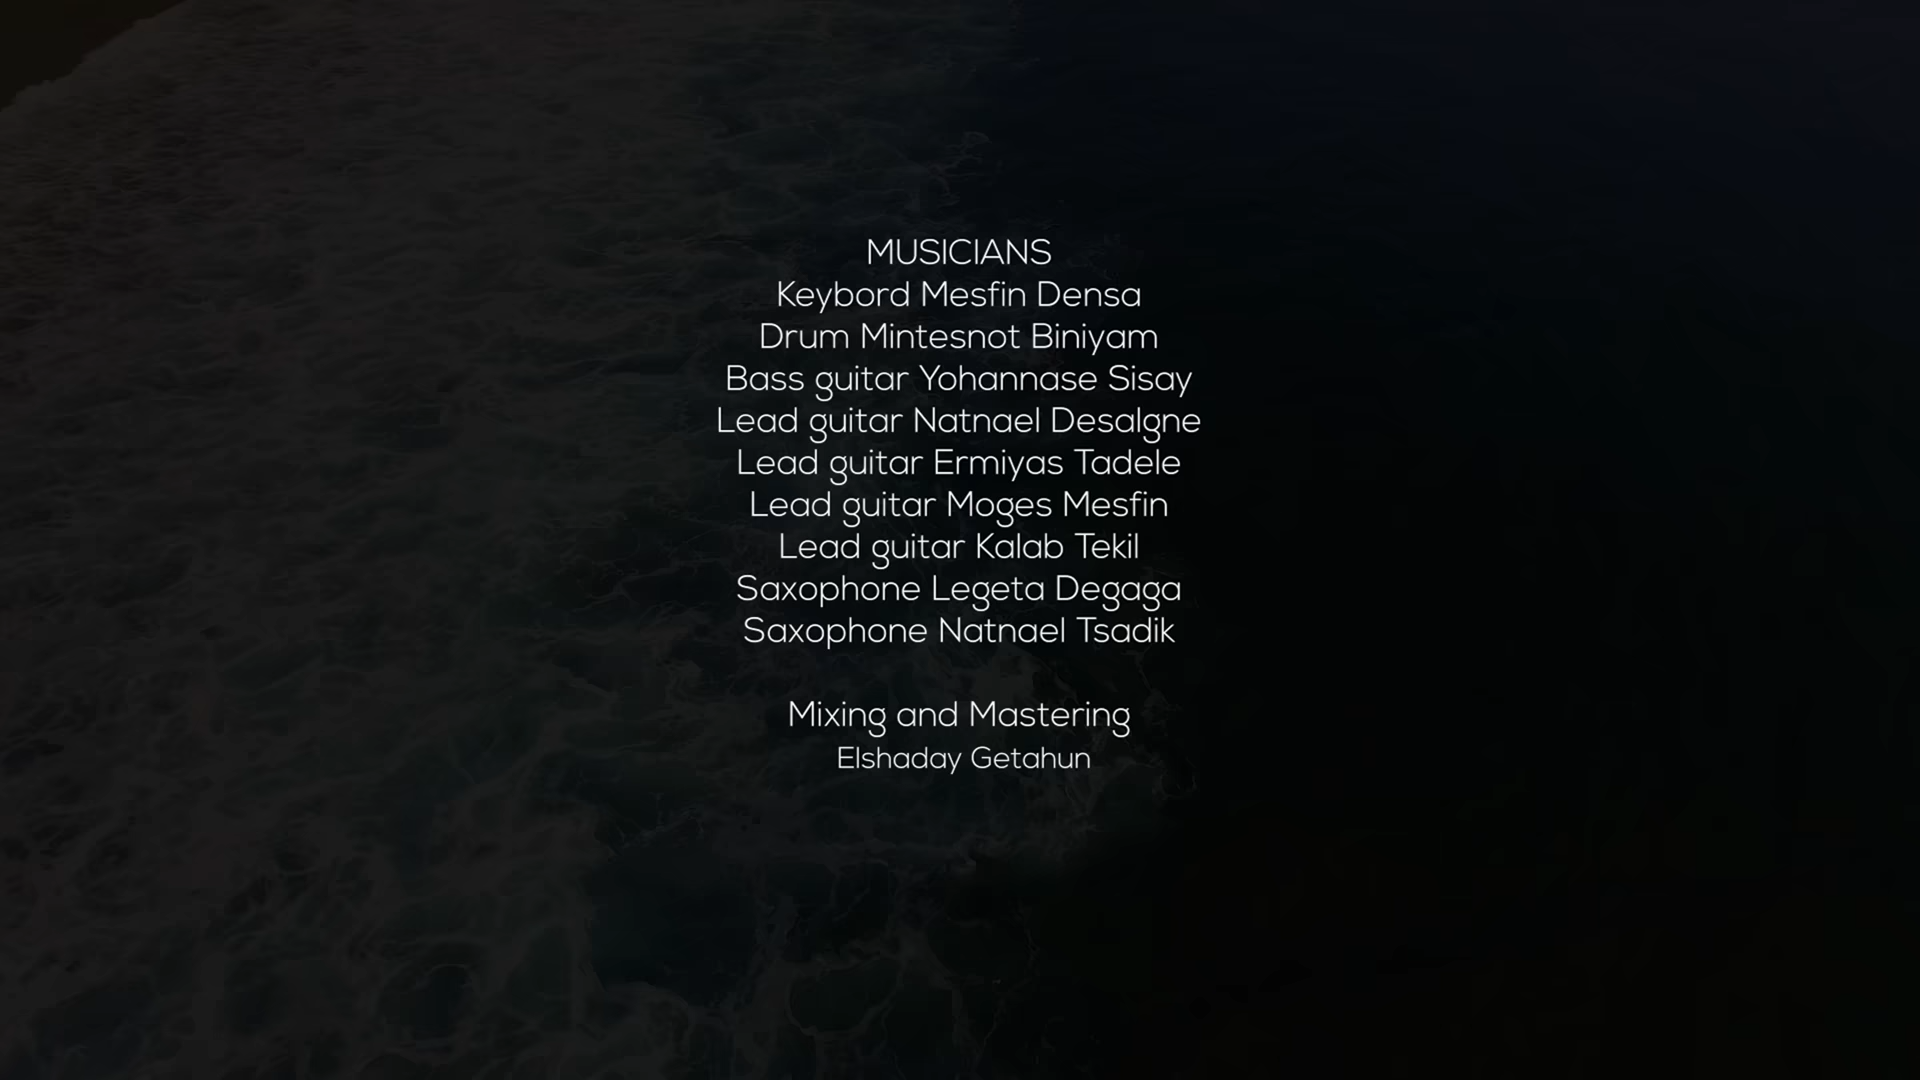 MUSICIANS
Keybord Mesfin Densa
Drum Mintesnot Biniyam
Bass guitar Yohannase Sisay
Lead guitar Natnael Desalgne
Lead guitar Ermiyas Tadele
Lead guitar Moges Mesfin
Lead guitar Kalab Tekil
Saxophone Legeta Degaga
Saxophone Natnael Tsadik
Mixing and Mastering
Elshaday Getahun